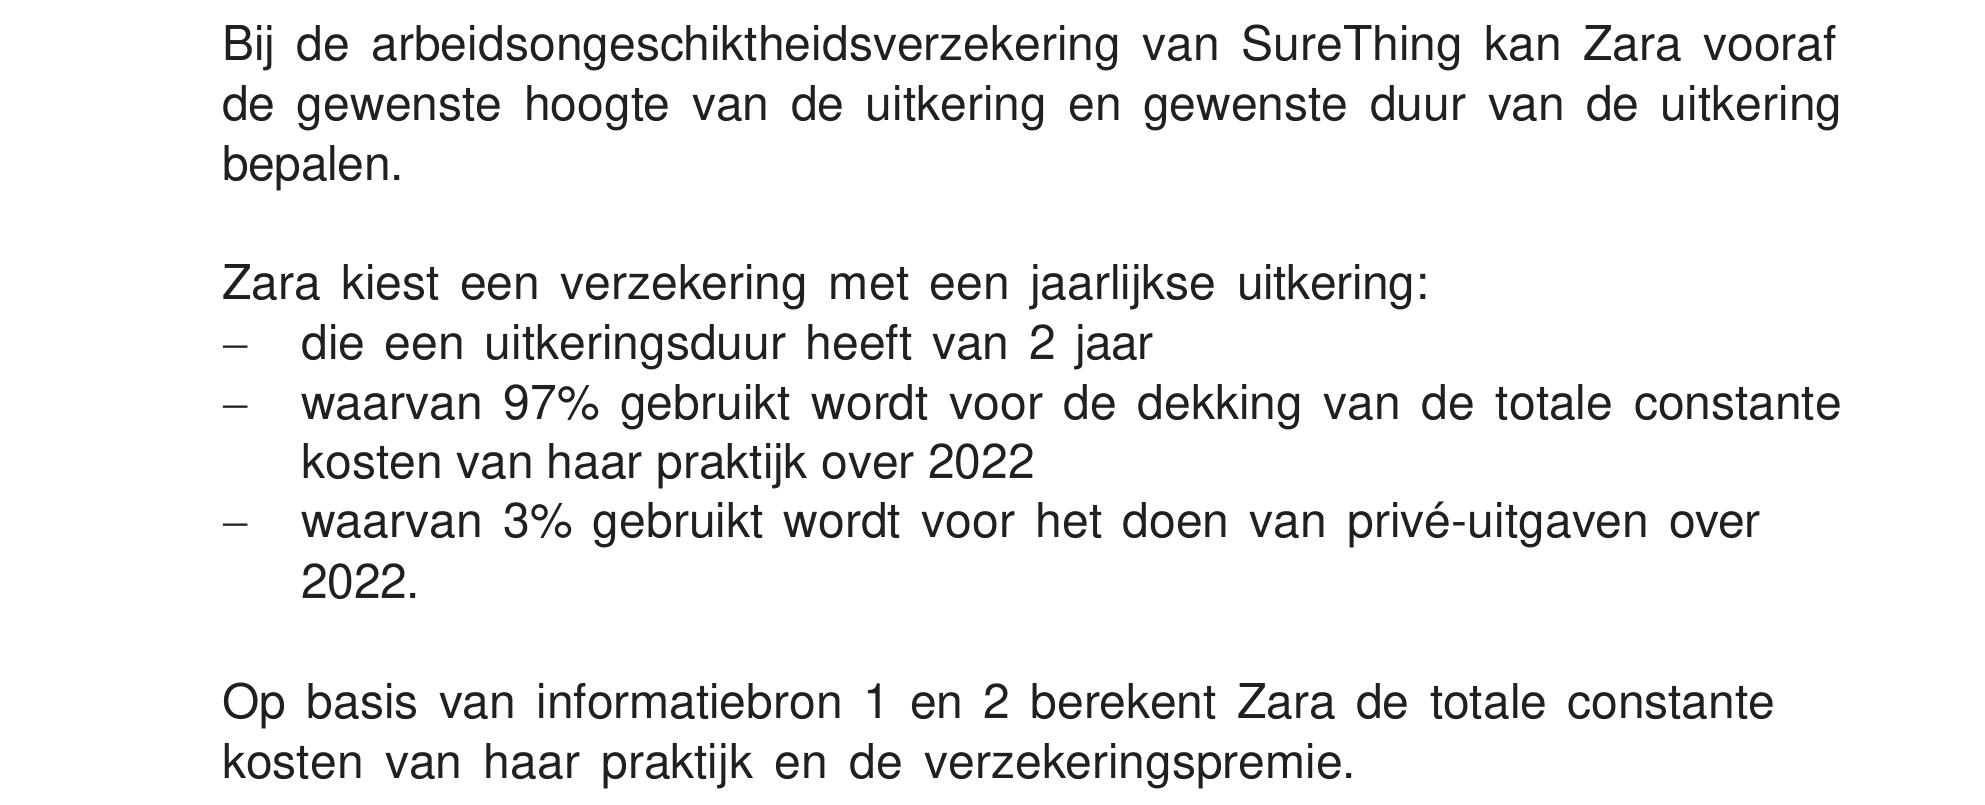 Bij de arbeidsongeschiktheidsverzekering van SureThing kan Zara vooraf
de gewenste hoogte van de uitkering en gewenste duur van de uitkering
bepalen.
Zara kiest een verzekering met een jaarlijkse uitkering:
– die een uitkeringsduur heeft van 2 jaar
– waarvan 97% gebruikt wordt voor de dekking van de totale constante
kosten van haar praktijk over 2022
– waarvan 3% gebruikt wordt voor het doen van privé-uitgaven over
2022.
Op basis van informatiebron 1 en 2 berekent Zara de totale constante
kosten van haar praktijk en de verzekeringspremie.